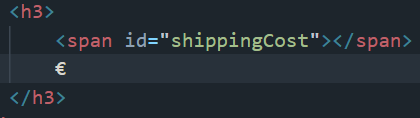 <h3>
<span id="shippingCost"></span>
€
</h3>